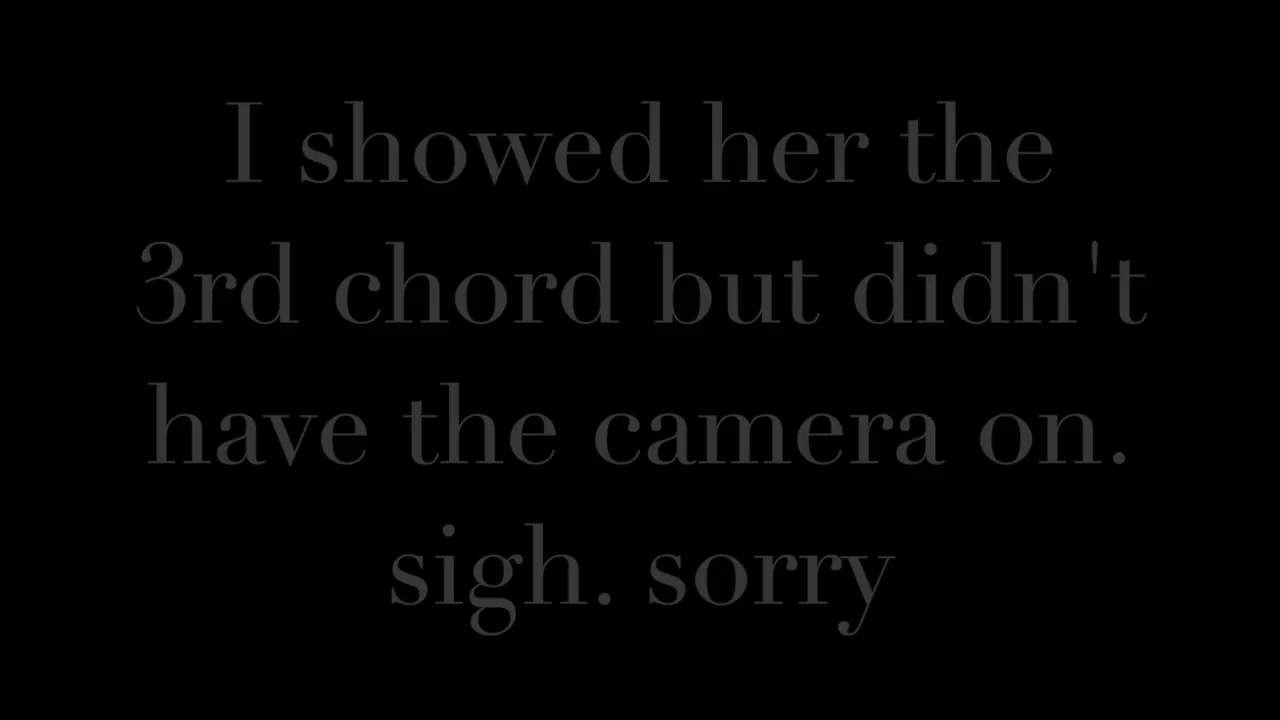 I showed her the
3rd chord but didn't
have the camera on.
sigh. sorry